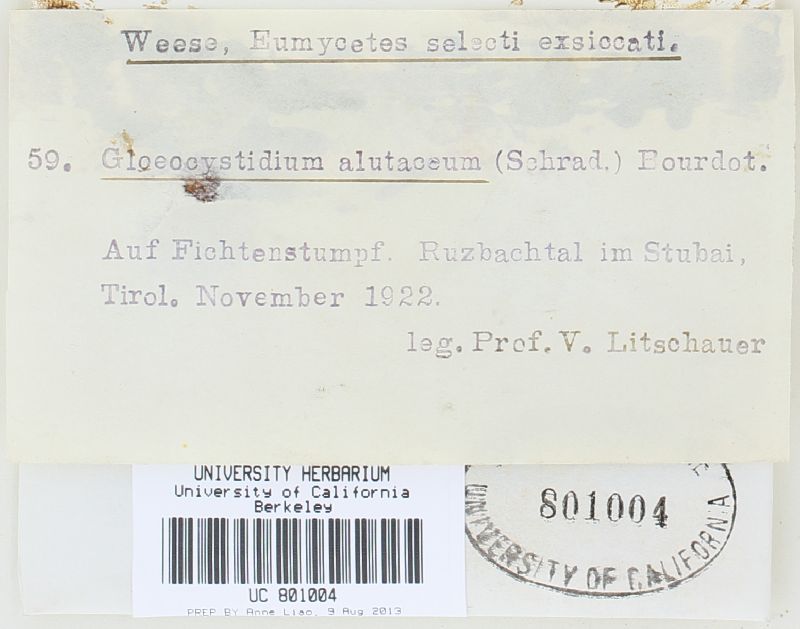 Weese, Eumycetes selecti exsiccati.
59. Gloeocystidium alutaceum (Schrad.) Bourdot.
Auf Fichtenstumpf. Ruzbachtal im Stubai,
Tirol. November 1922.
leg. Prof. V. Litschauer
UNIVERSITY HERBARIUM
University of California
Berkeley
UC 801004
PREP BY Anne Liao, 9 Aug 2013
801004
UNIVERSITY OF CALIFORNIA